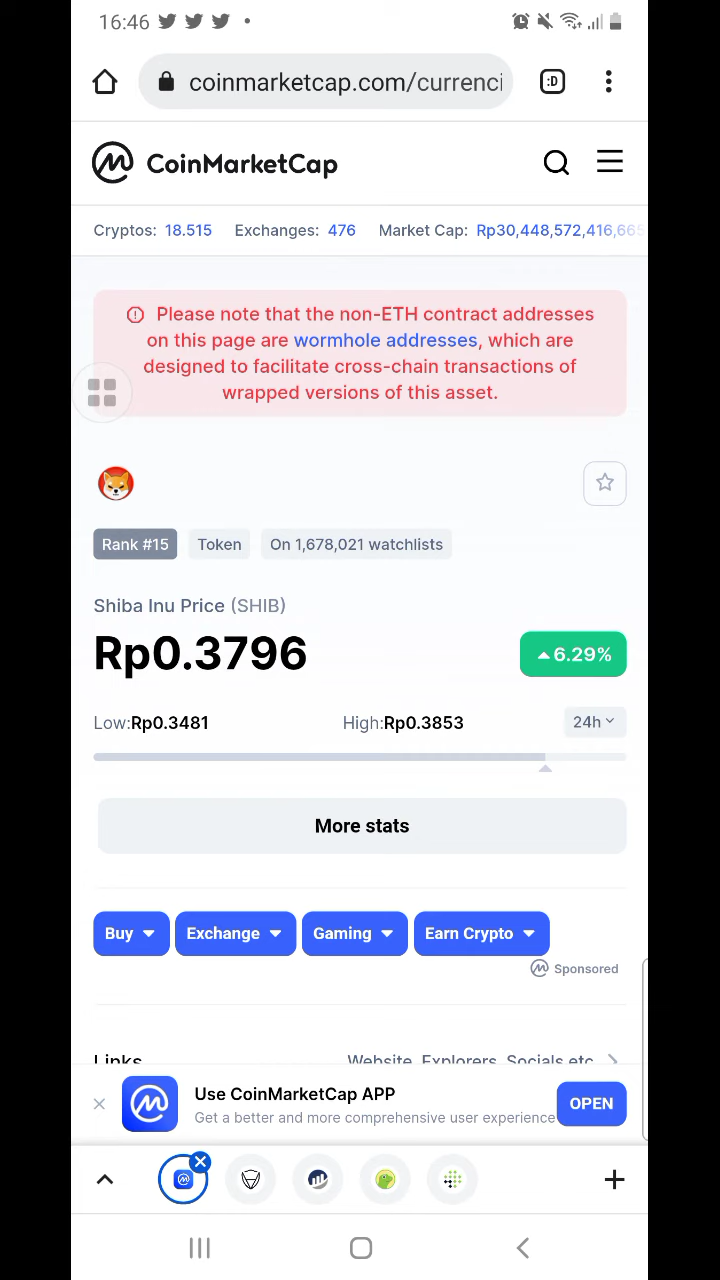 16:46
coinmarketcap.com/currenci
:D
CoinMarketCap
Cryptos: 18.515 Exchanges: 476 Market Cap: Rp30,448,572,416,665
Please note that the non-ETH contract addresses
on this page are wormhole addresses, which are
designed to facilitate cross-chain transactions of
wrapped versions of this asset.
Rank #15 Token On 1,678,021 watchlists
Shiba Inu Price (SHIB)
Rp0.3796 6.29%
Low:Rp0.3481 High:Rp0.3853 24h
More stats
Buy Exchange Gaming Earn Crypto
Sponsored
Links Website, Explorers, Socials etc.
Use CoinMarketCap APP
Get a better and more comprehensive user experience
OPEN